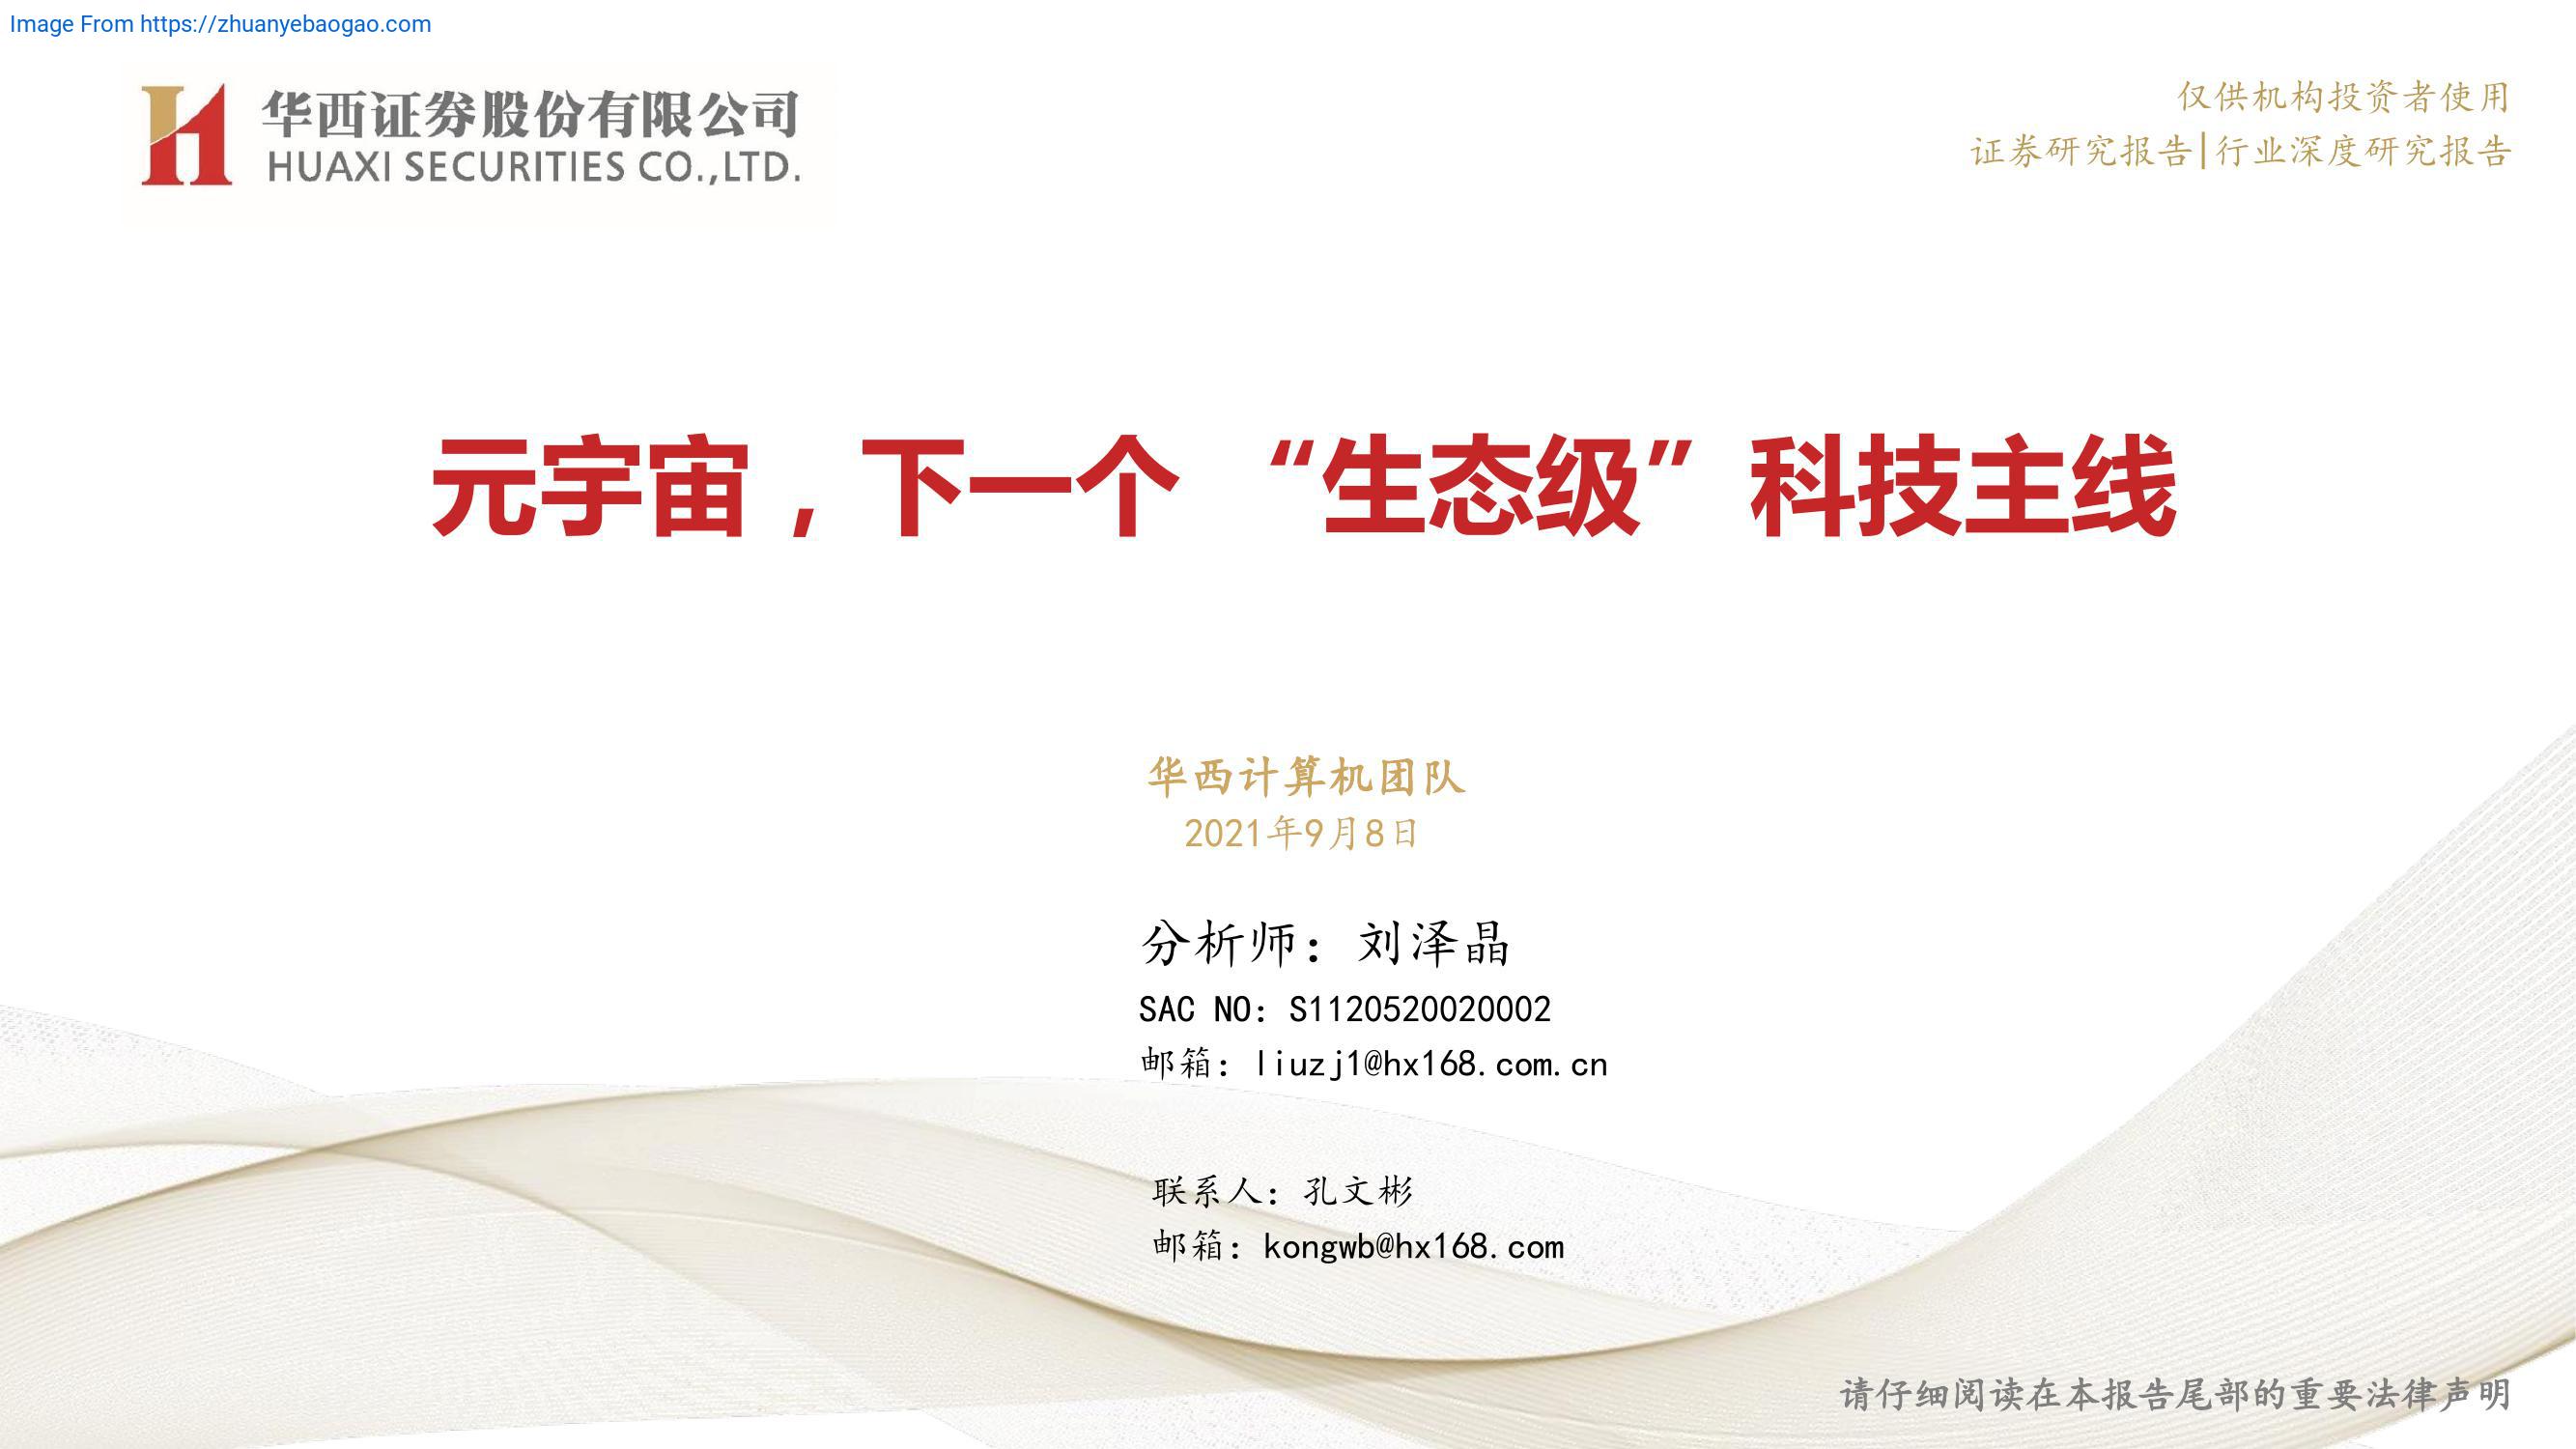 Image From https://zhuanyebaogao.com
华西证券股份有限公司
HUAXI SECURITIES CO.,LTD.
仅供机构投资者使用
证券研究报告|行业深度研究报告
元宇宙，下一个 “生态级”科技主线
华西计算机团队
2021年9月8日
分析师：刘泽晶
SAC NO：S1120520020002
邮箱：liuzj1@hx168.com.cn
联系人：孔文彬
邮箱：kongwb@hx168.com
请仔细阅读在本报告尾部的重要法律声明